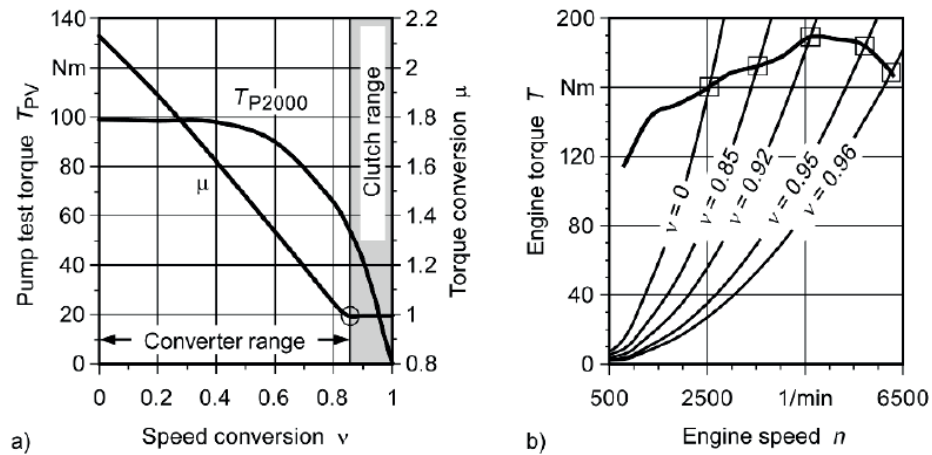 140
Nm
100
80
60
40
20
0
Pump test torque T_PV
T_P2000
μ
Clutch range
Converter range
2.2
2
1.8
1.6
1.4
1.2
1
0.8
Torque conversion μ
0 0.2 0.4 0.6 0.8 1
a) Speed conversion ν
200
Nm
120
80
40
0
Engine torque T
ν = 0
ν = 0.85
ν = 0.92
ν = 0.95
ν = 0.96
500 2500 1/min 6500
b) Engine speed n